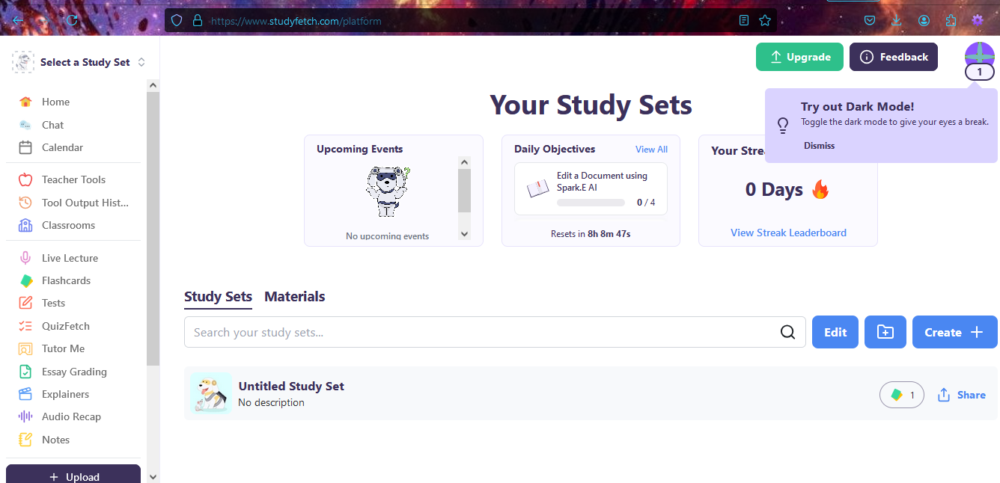 https://www.studyfetch.com/platform
Select a Study Set
Home
Chat
Calendar
Teacher Tools
Tool Output Hist...
Classrooms
Live Lecture
Flashcards
Tests
QuizFetch
Tutor Me
Essay Grading
Explainers
Audio Recap
Notes
+ Upload
Upgrade
Feedback
1
Try out Dark Mode!
Toggle the dark mode to give your eyes a break.
Dismiss
Your Study Sets
Upcoming Events
No upcoming events
Daily Objectives View All
Edit a Document using
Spark.E AI
0 / 4
Resets in 8h 8m 47s
Your Stre
0 Days
View Streak Leaderboard
Study Sets Materials
Search your study sets...
Edit
Create +
Untitled Study Set
No description
1
Share